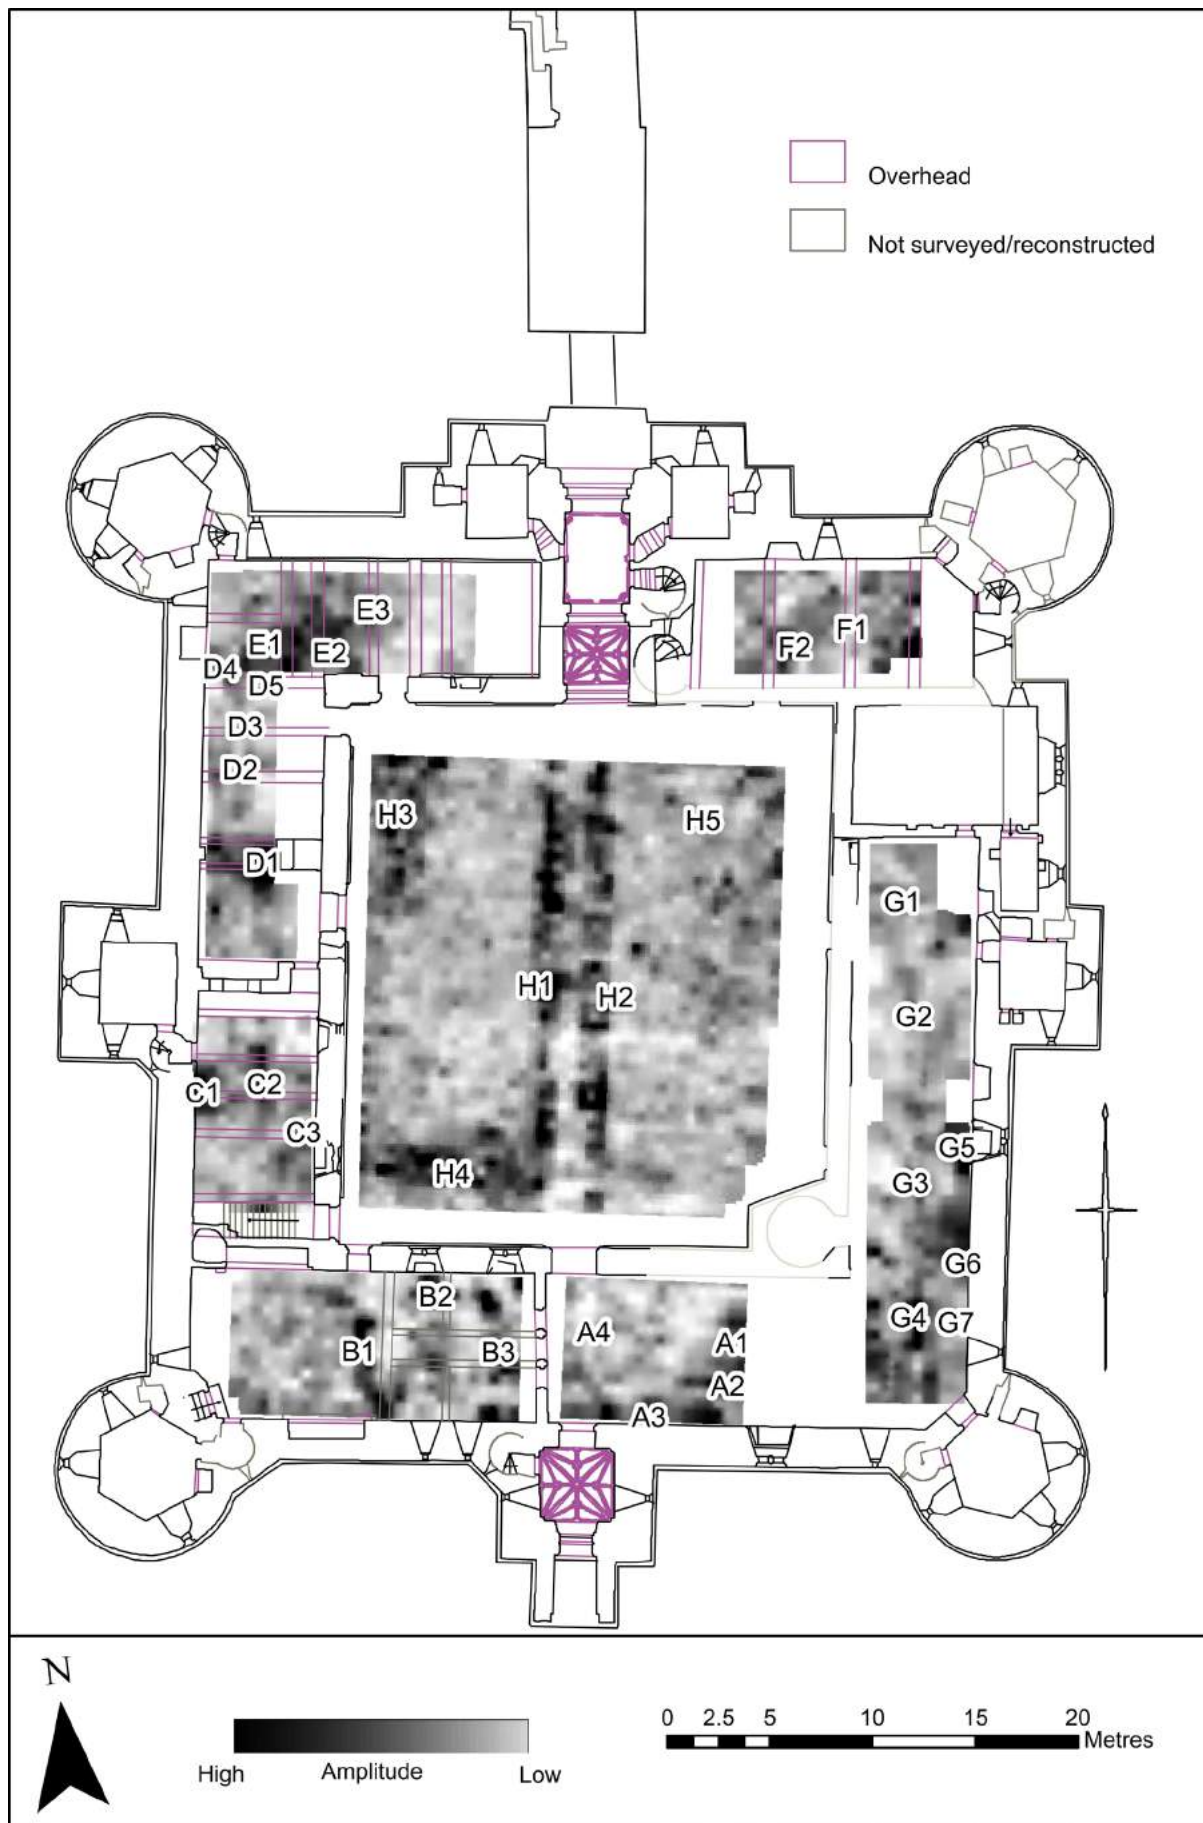 Overhead
Not surveyed/reconstructed
E3
E1
E2
F1
F2
D4
D5
D3
D2
D1
H3
H5
G1
H1
H2
G2
C1
C2
C3
G5
H4
G3
G6
B2
G4
G7
B1
B3
A4
A1
A2
A3
N
0 2.5 5 10 15 20
Metres
High Amplitude Low